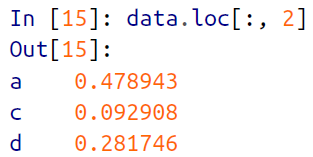 In [15]: data.loc[:, 2]
Out[15]:
a    0.478943
c    0.092908
d    0.281746